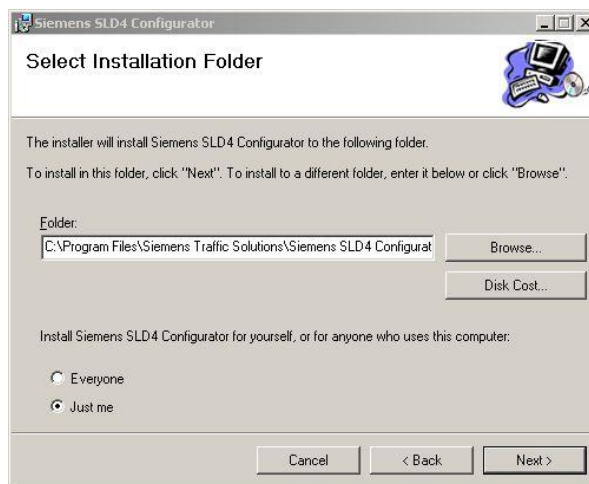 Siemens SLD4 Configurator
Select Installation Folder
The installer will install Siemens SLD4 Configurator to the following folder.
To install in this folder, click "Next". To install to a different folder, enter it below or click "Browse".
Folder:
C:\Program Files\Siemens Traffic Solutions\Siemens SLD4 Configurat
Browse...
Disk Cost...
Install Siemens SLD4 Configurator for yourself, or for anyone who uses this computer:
Everyone
Just me
Cancel
< Back
Next >